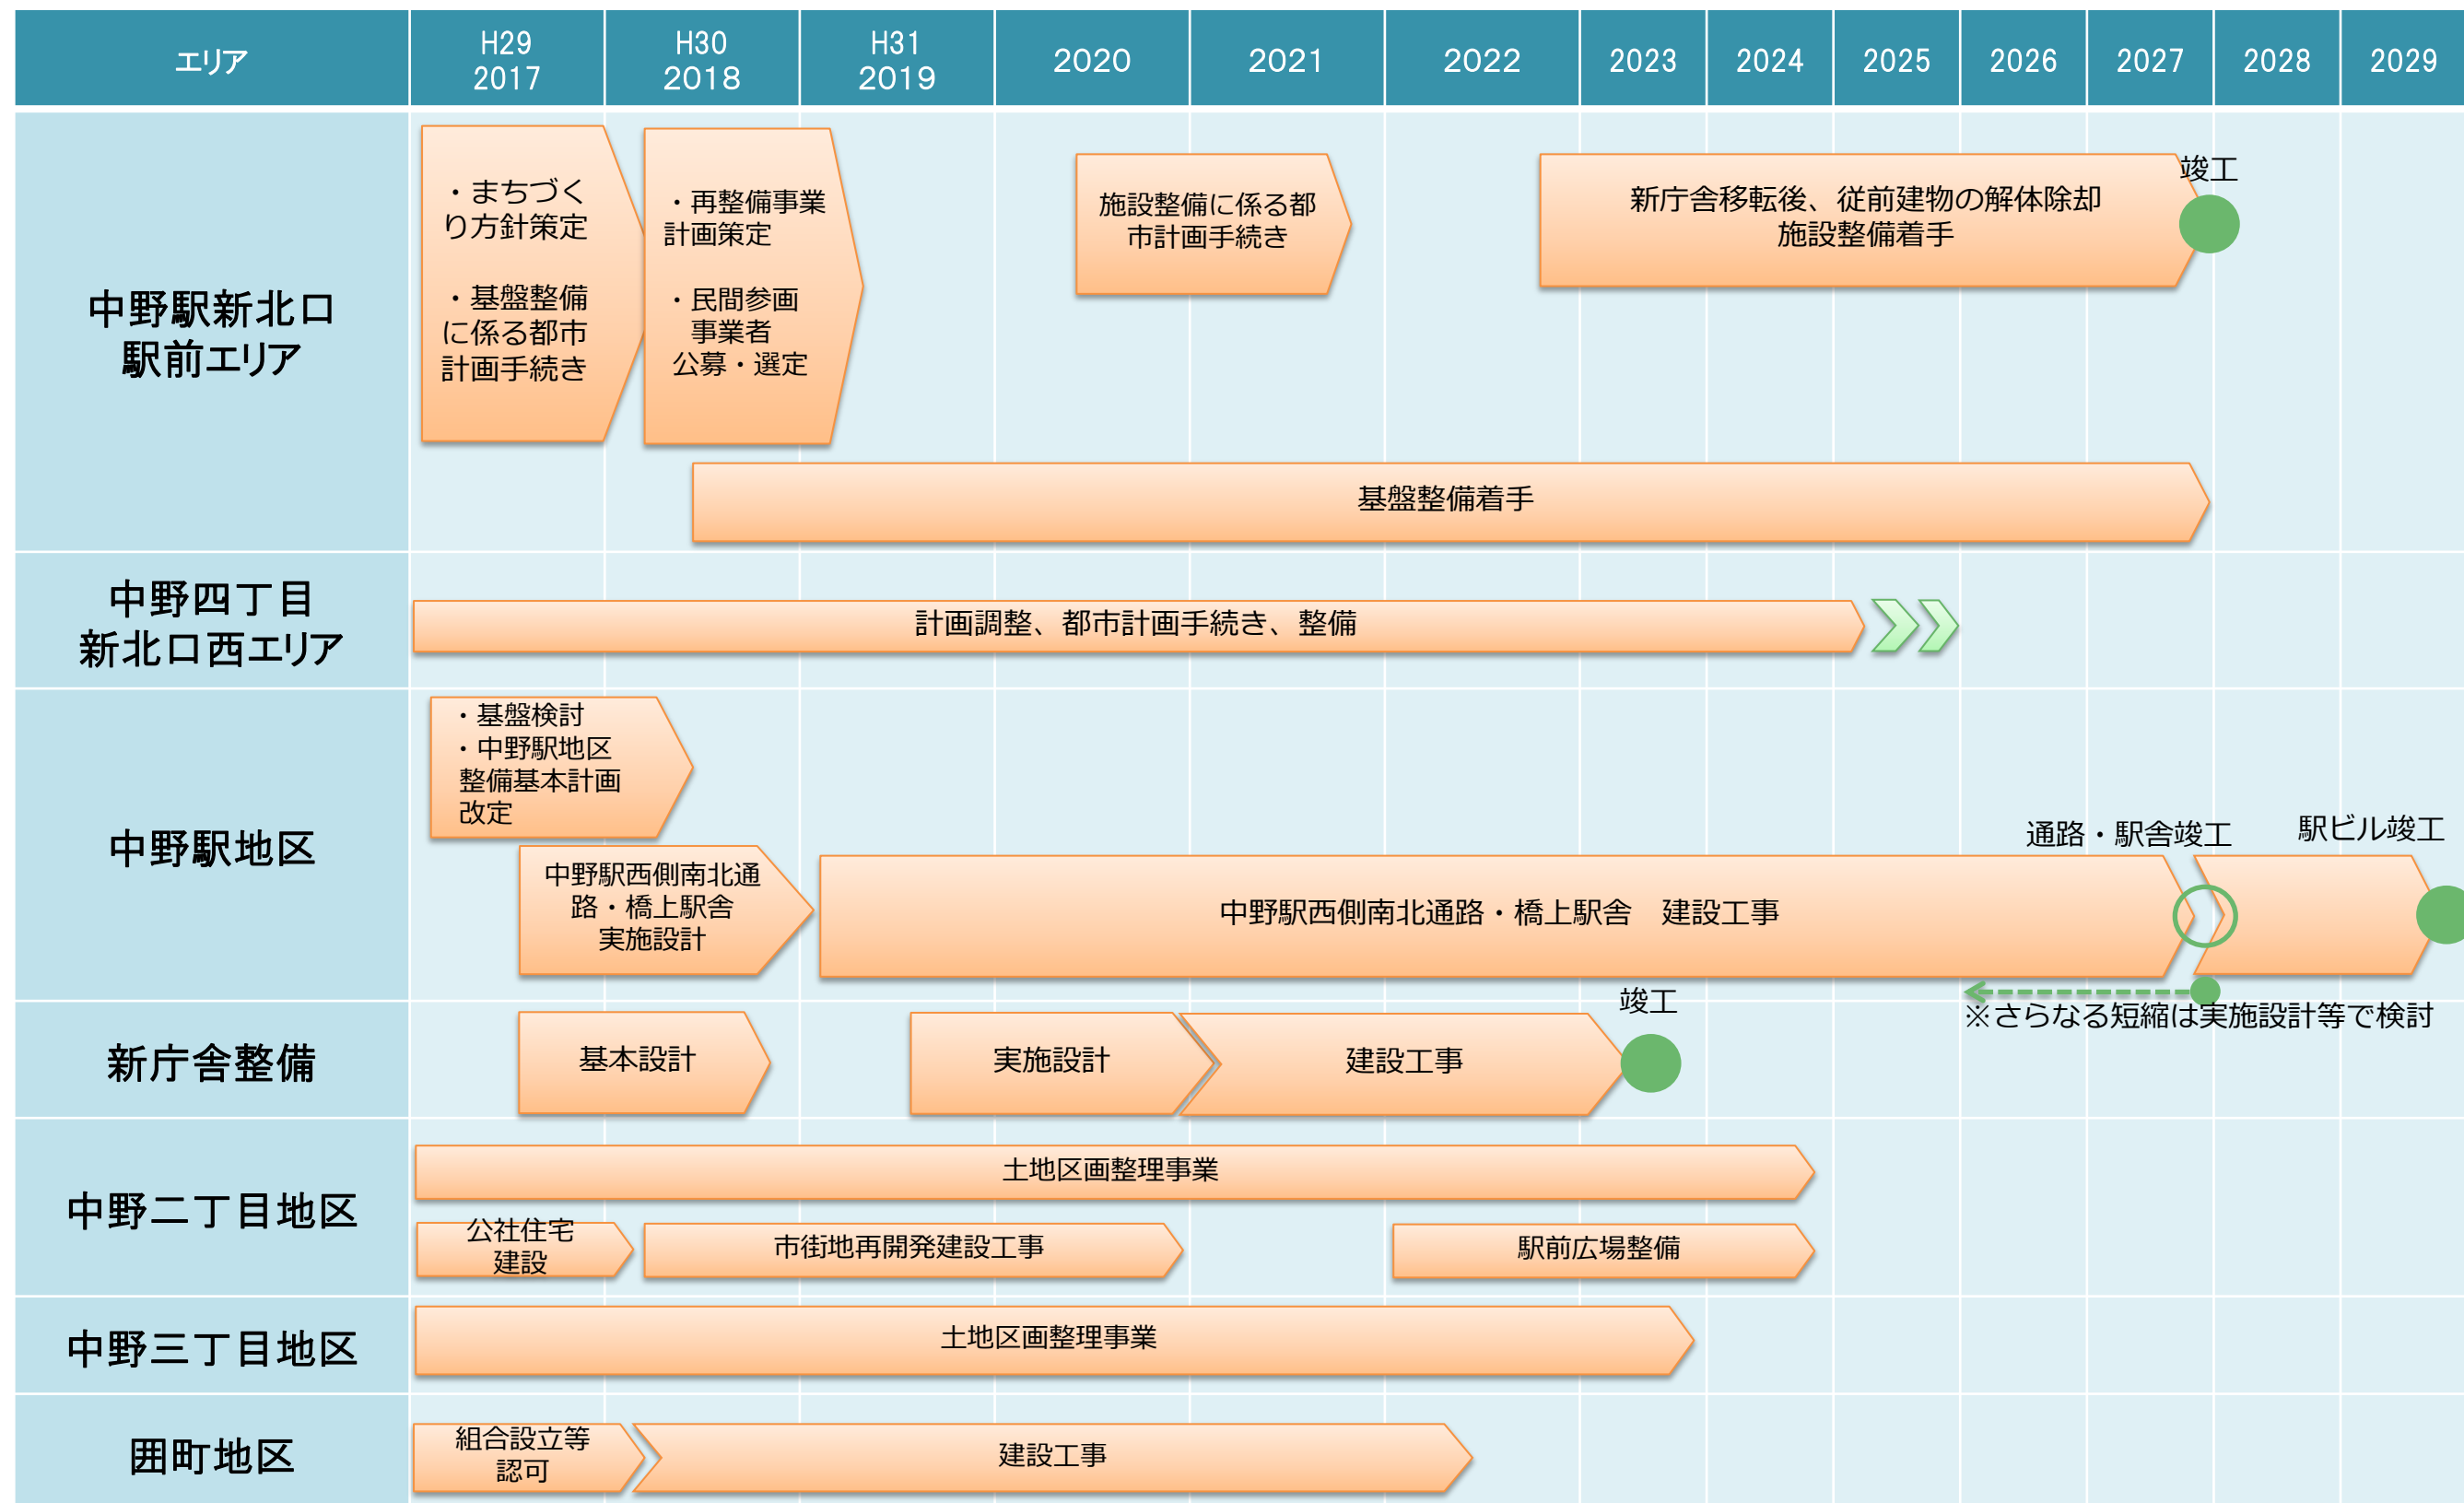 エリア
H29
2017
H30
2018
H31
2019
2020
2021
2022
2023
2024
2025
2026
2027
2028
2029
中野駅新北口
駅前エリア
・まちづく
り方針策定
・基盤整備
に係る都市
計画手続き
・再整備事業
計画策定
・民間参画
事業者
公募・選定
施設整備に係る都
市計画手続き
新庁舎移転後、従前建物の解体除却
施設整備着手
竣工
基盤整備着手
中野四丁目
新北口西エリア
計画調整、都市計画手続き、整備
中野駅地区
・基盤検討
・中野駅地区
整備基本計画
改定
中野駅西側南北通
路・橋上駅舎
実施設計
中野駅西側南北通路・橋上駅舎　建設工事
通路・駅舎竣工
駅ビル竣工
※さらなる短縮は実施設計等で検討
新庁舎整備
基本設計
実施設計
建設工事
竣工
中野二丁目地区
土地区画整理事業
公社住宅
建設
市街地再開発建設工事
駅前広場整備
中野三丁目地区
土地区画整理事業
囲町地区
組合設立等
認可
建設工事